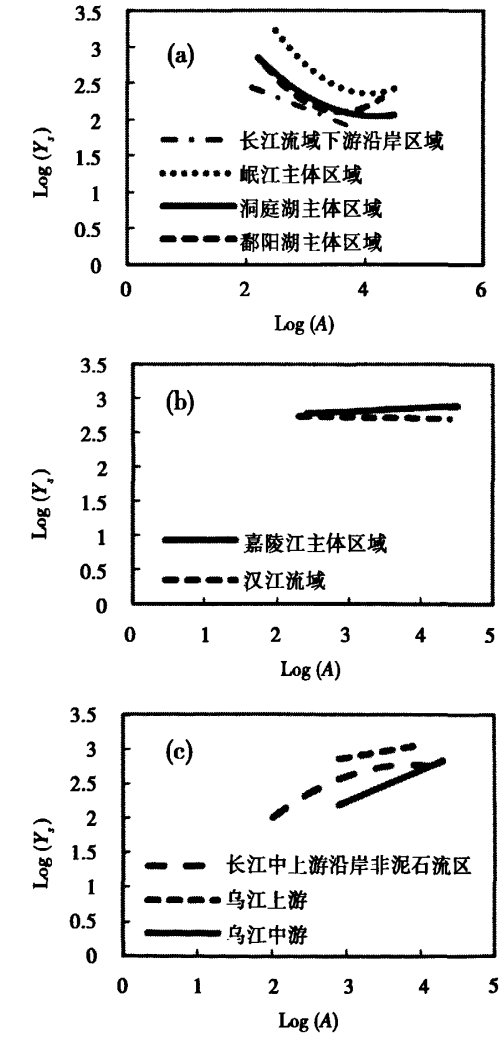 3.5
(a)
3
2.5
2
1.5
1
0.5
0
Log (Yₛ)
长江流域下游沿岸区域
岷江主体区域
洞庭湖主体区域
鄱阳湖主体区域
0 2 4 6
Log (A)
3.5
(b)
3
2.5
2
1.5
1
0.5
0
Log (Yₛ)
嘉陵江主体区域
汉江流域
0 1 2 3 4 5
Log (A)
3.5
(c)
3
2.5
2
1.5
1
0.5
0
Log (Yₛ)
长江中上游沿岸非泥石流区
乌江上游
乌江中游
0 1 2 3 4 5
Log (A)